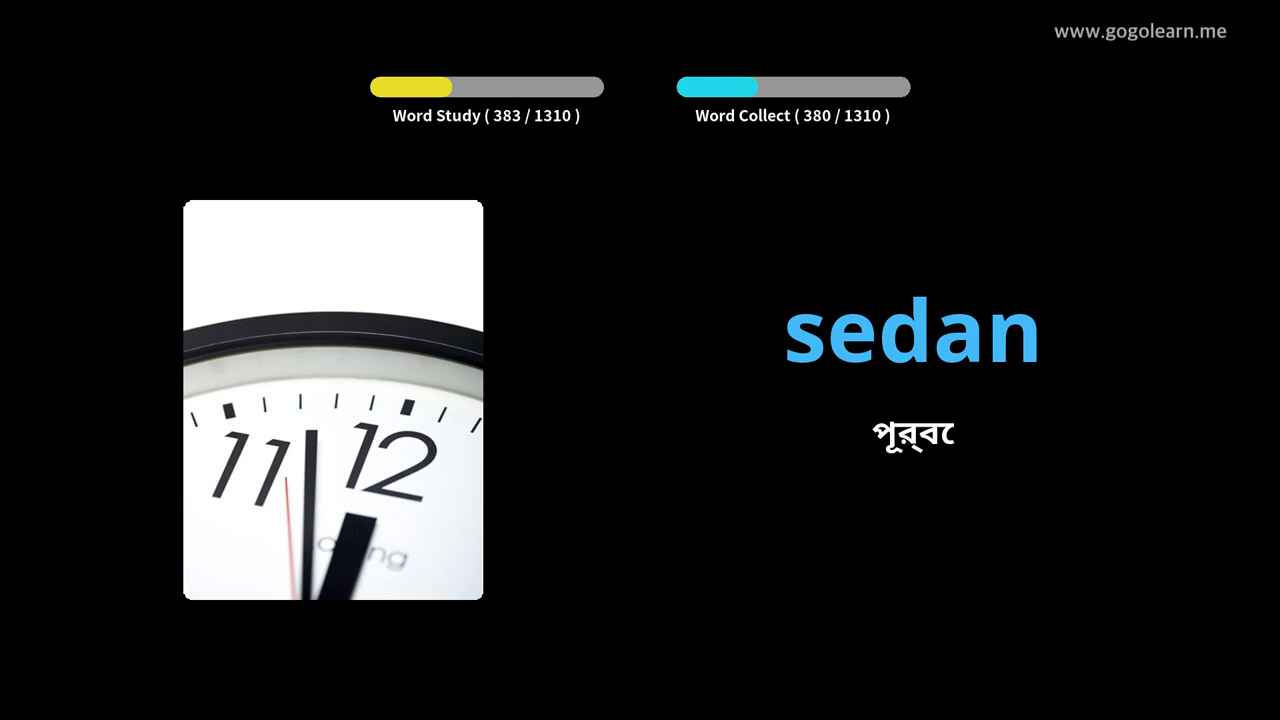 www.gogolearn.me
Word Study ( 383 / 1310 )
Word Collect ( 380 / 1310 )
11 12
sedan
পূর্বে